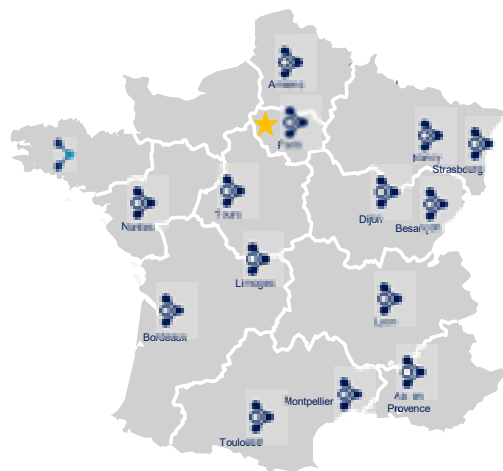 Amiens
Paris
Nancy
Strasbourg
Nantes
Tours
Dijon
Besançon
Limoges
Lyon
Bordeaux
Aix en
Provence
Montpellier
Toulouse